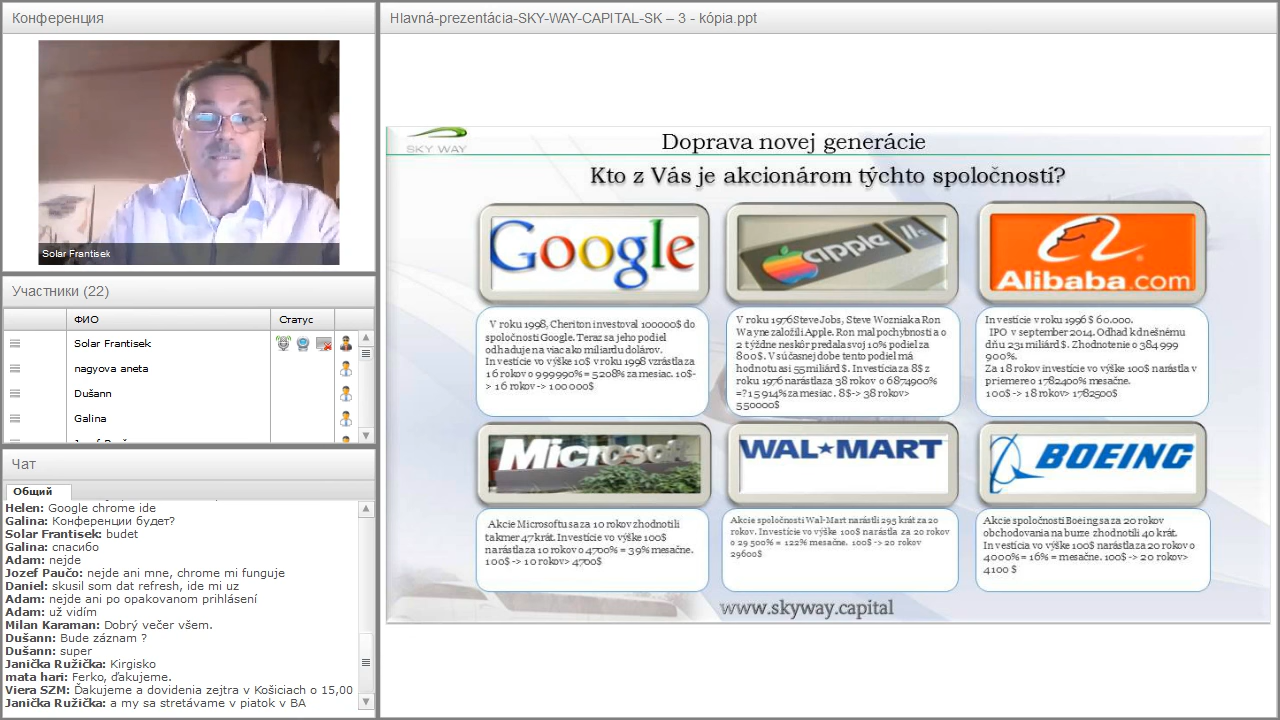 Конференция
Solar Frantisek
Участники (22)
ФИО
Статус
Solar Frantisek
nagyova aneta
Dušann
Galina
Чат
Общий
Helen: Google chrome ide
Galina: Конференции будет?
Solar Frantisek: budet
Galina: спасибо
Adam: nejde
Jozef Paučo: nejde ani mne, chrome mi funguje
Daniel: skusil som dat refresh, ide mi uz
Adam: nejde ani po opakovanom prihlásení
Adam: už vidím
Milan Karaman: Dobrý večer všem.
Dušann: Bude záznam ?
Dušann: super
Janička Ružička: Kirgisko
mata hari: Ferko, ďakujeme.
Viera SZM: Ďakujeme a dovidenia zejtra v Košiciach o 15,00
Janička Ružička: a my sa stretávame v piatok v BA
Hlavná-prezentácia-SKY-WAY-CAPITAL-SK – 3 - kópia.ppt
SKY WAY
Doprava novej generácie
Kto z Vás je akcionárom týchto spoločností?
Google
apple
Alibaba.com
V roku 1998, Cheriton investoval 100000$ do
spoločnosti Google. Teraz sa jeho podiel
odhaduje na viac ako miliardu dolárov.
Investície vo výške 10$ v roku 1998 vzrástla za
16 rokov o 999990% = 5208% za mesiac. 10$-
> 16 rokov -> 100 000$
V roku 1976 Steve Jobs, Steve Wozniak a Ron
Wayne založili Apple. Ron mal pochybnosti a o
2 týždne neskôr predala svoj 10% podiel za
800$. V súčasnej dobe tento podiel má
hodnotu asi 55 miliárd $. Investícia za 8$ z
roku 1976 narástla za 38 rokov o 6874900%
=?15 914% za mesiac . 8$-> 38 rokov>
550000$
Investície v roku 1996 $ 60.000.
IPO v september 2014. Odhad k dnešnému
dňu 231 miliárd $. Zhodnotenie o 384 999
900%.
Za 18 rokov investície vo výške 100$ narástla v
priemere o 1782400% mesačne.
100$ -> 18 rokov> 1782500$
Microsoft
WAL★MART
BOEING
Akcie Microsoftu sa za 10 rokov zhodnotili
takmer 47 krát. Investície vo výške 100$
narástla za 10 rokov o 4700% = 39% mesačne.
100$ -> 10 rokov> 4700$
Akcie spoločnosti Wal-Mart narástli 295 krát za 20
rokov. Investície vo výške 100$ narástla za 20 rokov
o 29 500% = 122% mesačne. 100$ -> 20 rokov
29600$
Akcie spoločnosti Boeing sa za 20 rokov
obchodovania na burze zhodnotili 40 krát.
Investícia vo výške 100$ narástla za 20 rokov o
4000% = 16% = mesačne. 100$ -> 20 rokov>
4100 $
www.skyway.capital